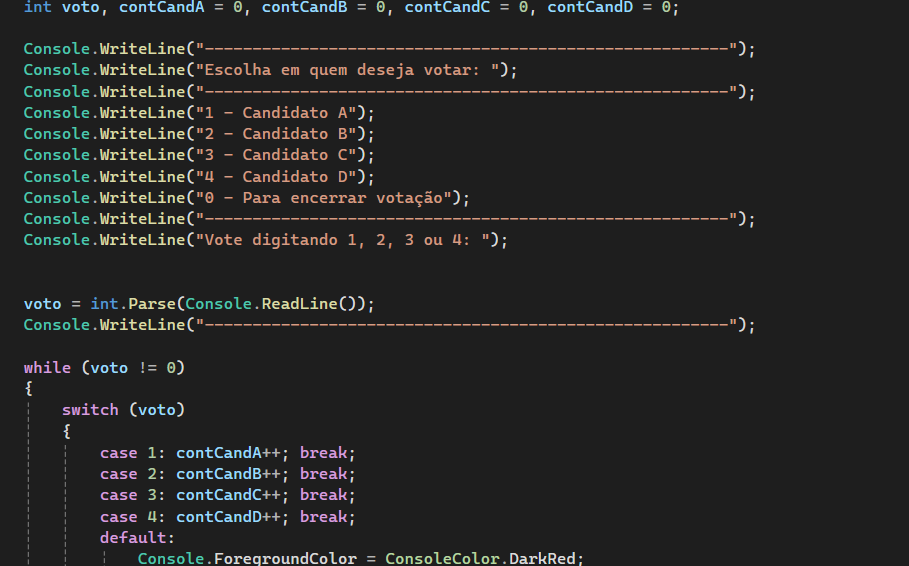 int voto, contCandA = 0, contCandB = 0, contCandC = 0, contCandD = 0;
Console.WriteLine("-------------------------------------------------------");
Console.WriteLine("Escolha em quem deseja votar: ");
Console.WriteLine("-------------------------------------------------------");
Console.WriteLine("1 - Candidato A");
Console.WriteLine("2 - Candidato B");
Console.WriteLine("3 - Candidato C");
Console.WriteLine("4 - Candidato D");
Console.WriteLine("0 - Para encerrar votação");
Console.WriteLine("-------------------------------------------------------");
Console.WriteLine("Vote digitando 1, 2, 3 ou 4: ");
voto = int.Parse(Console.ReadLine());
Console.WriteLine("-------------------------------------------------------");
while (voto != 0)
{
switch (voto)
{
case 1: contCandA++; break;
case 2: contCandB++; break;
case 3: contCandC++; break;
case 4: contCandD++; break;
default:
Console.ForegroundColor = ConsoleColor.DarkRed;